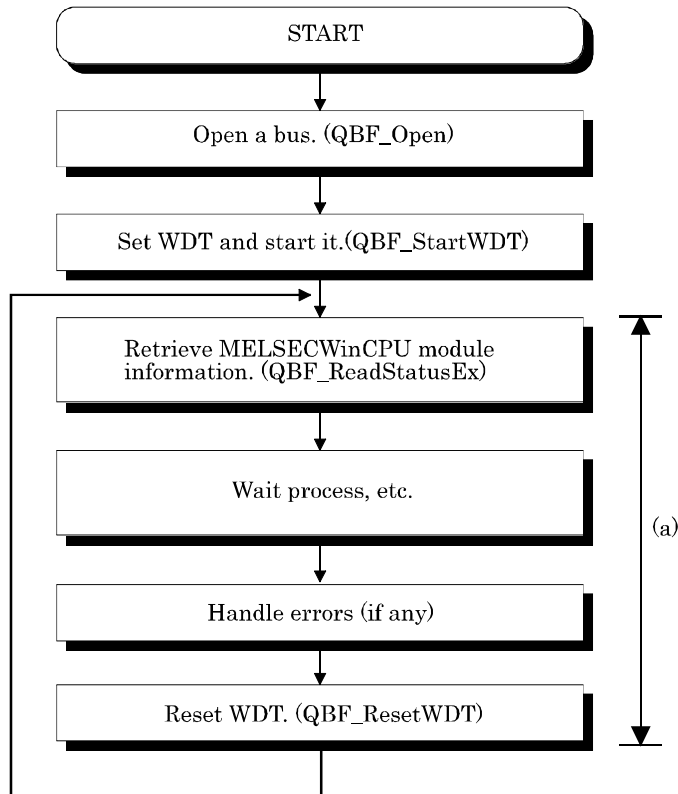 START
Open a bus. (QBF_Open)
Set WDT and start it.(QBF_StartWDT)
Retrieve MELSECWinCPU module
information. (QBF_ReadStatusEx)
Wait process, etc.
(a)
Handle errors (if any)
Reset WDT. (QBF_ResetWDT)